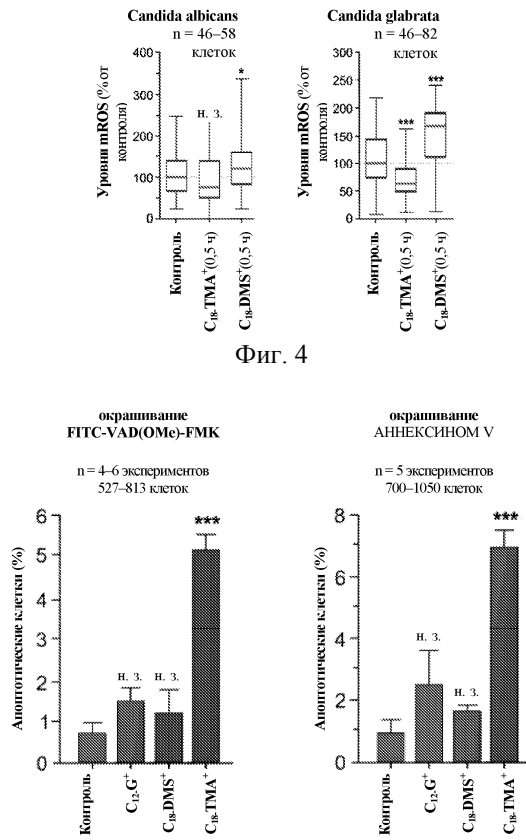 Candida albicans
n = 46–58
клеток
Уровни mROS (% от
контроля)
400
300
200
150
100
50
0
н. з.
*
Контроль
C18-TMA+(0,5 ч)
C18-DMS+(0,5 ч)
Candida glabrata
n = 46–82
клеток
Уровни mROS (% от
контроля)
300
250
200
150
100
50
0
***
***
Контроль
C18-TMA+(0,5 ч)
C18-DMS+(0,5 ч)
Фиг. 4
окрашивание
FITC-VAD(OMe)-FMK
n = 4–6 экспериментов
527–813 клеток
Апоптотические клетки (%)
6
5
4
3
2
1
0
н. з.
н. з.
***
Контроль
C12-G+
C18-DMS+
C18-TMA+
окрашивание
АННЕКСИНОМ V
n = 5 экспериментов
700–1050 клеток
Апоптотические клетки (%)
8
6
4
2
0
н. з.
н. з.
***
Контроль
C12-G+
C18-DMS+
C18-TMA+